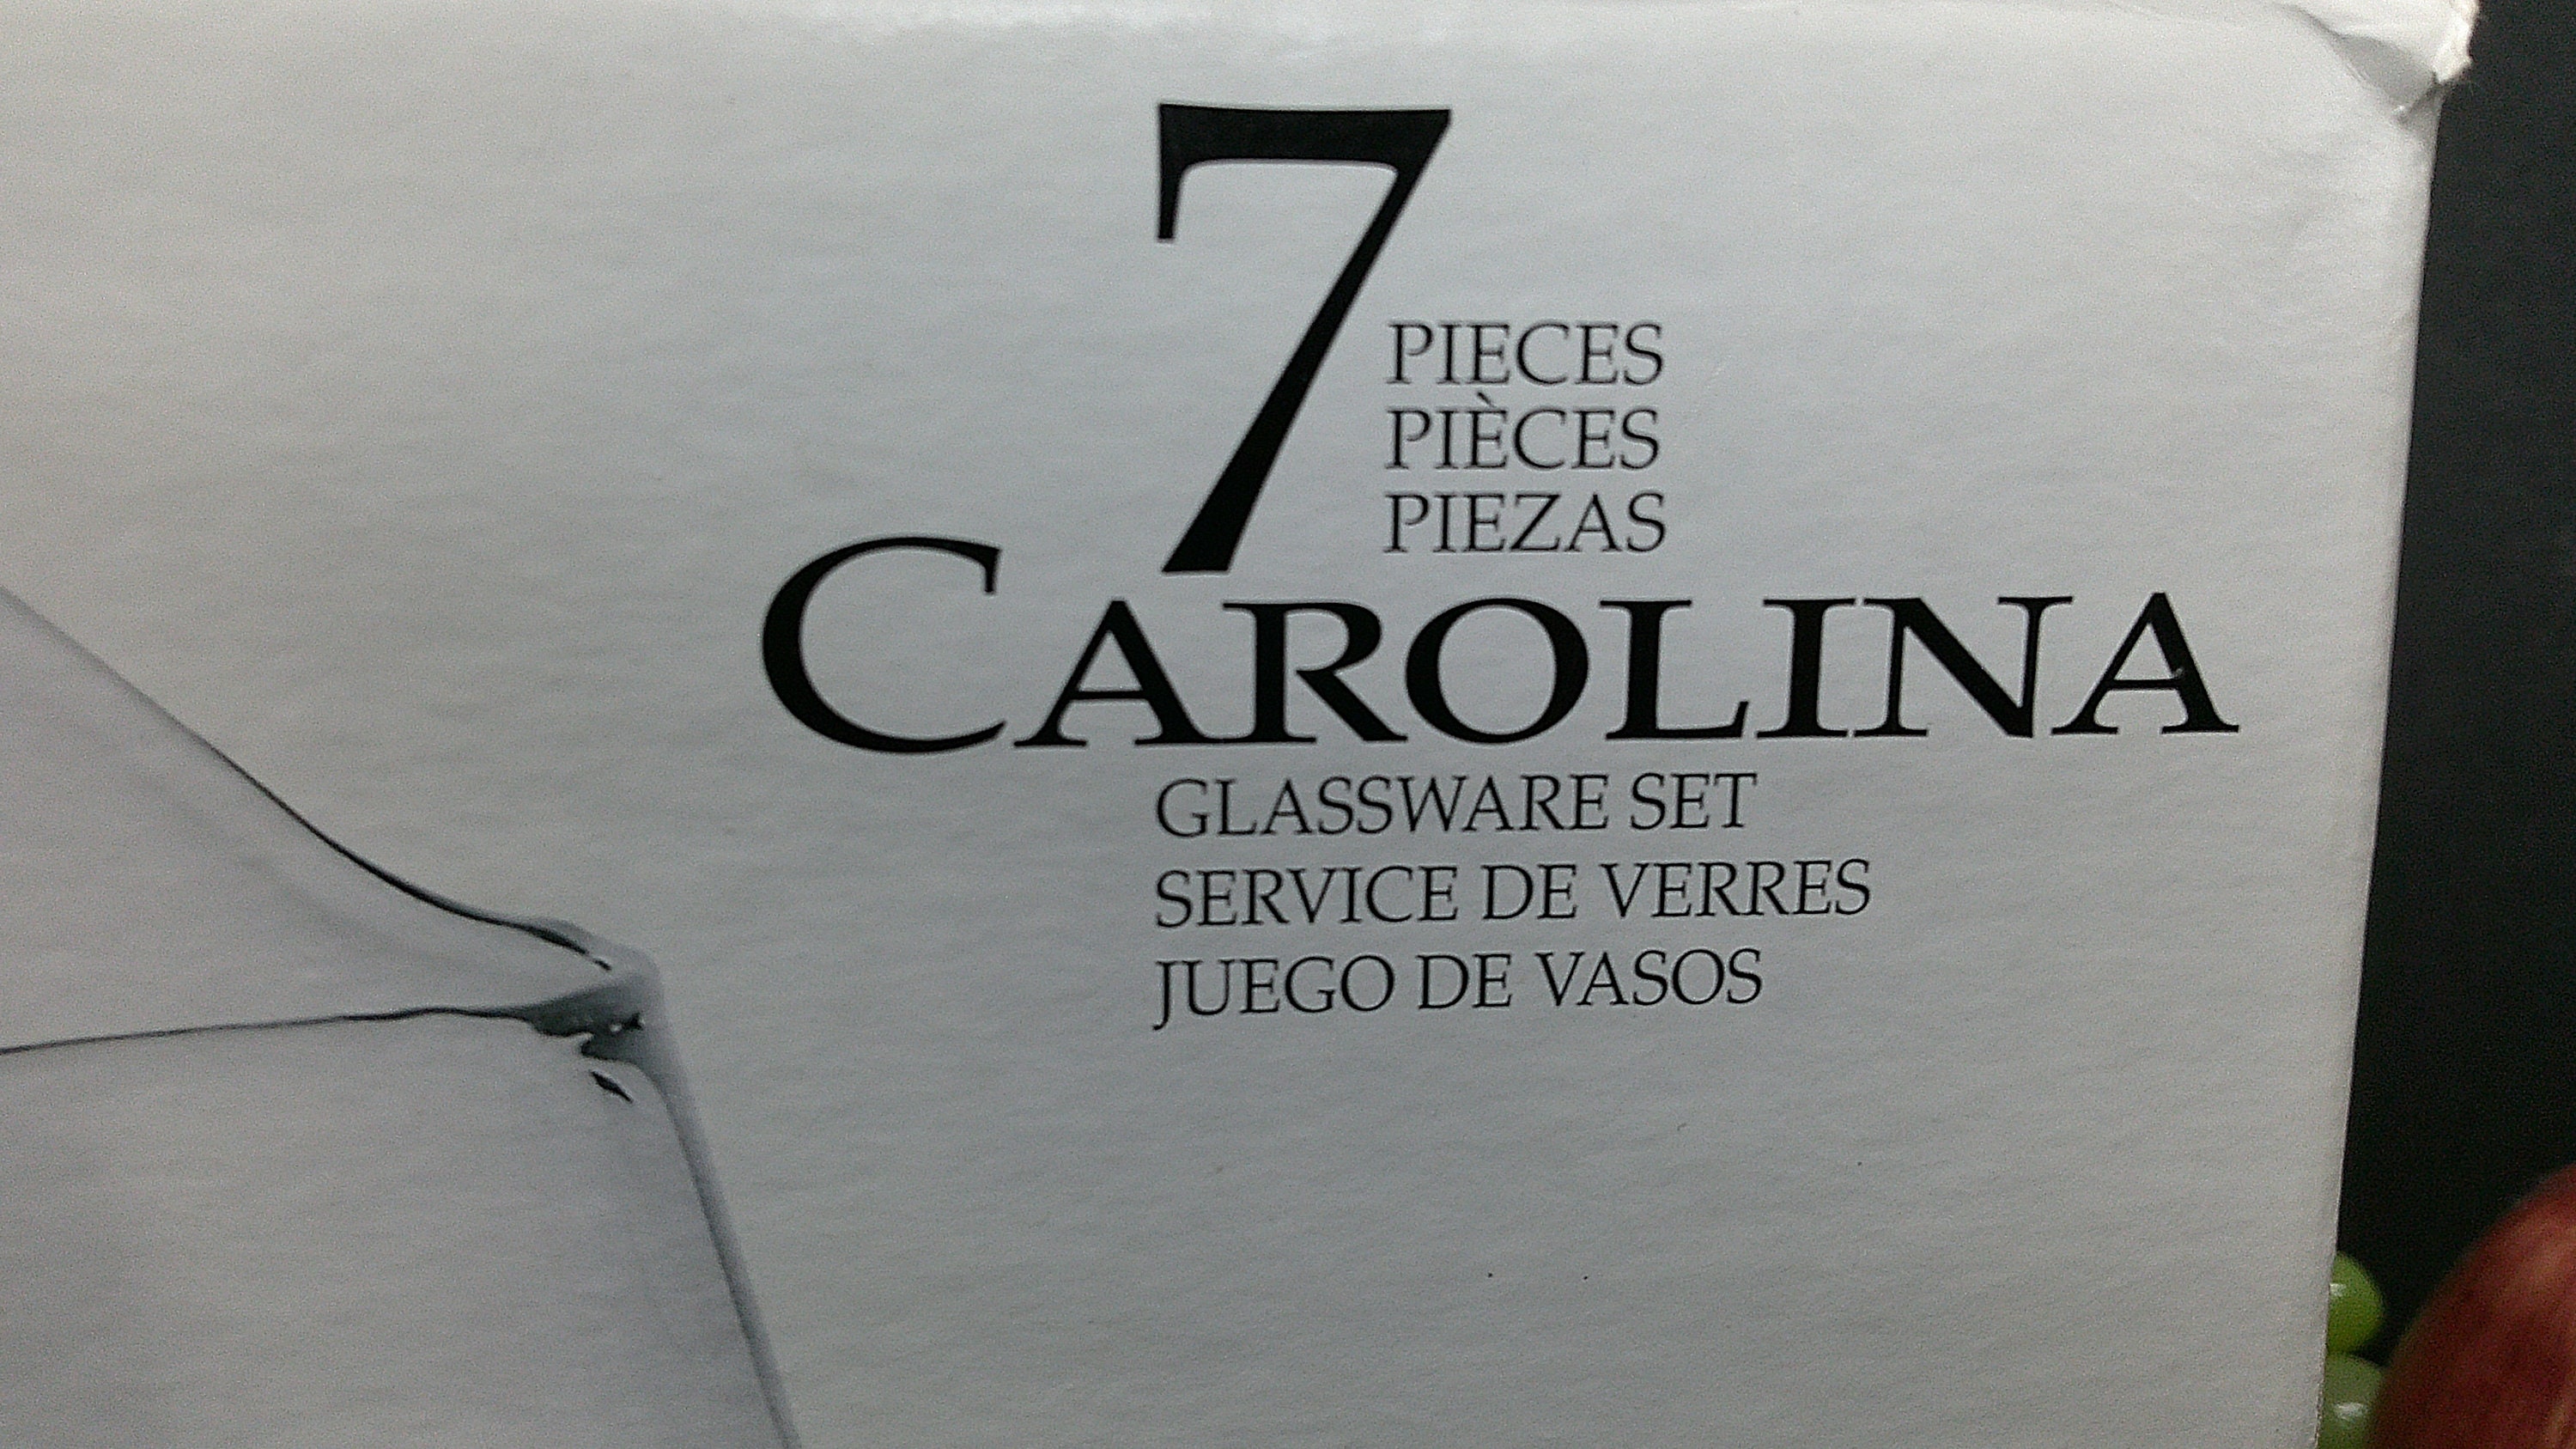 7
PIECES
PIÈCES
PIEZAS
CAROLINA
GLASSWARE SET
SERVICE DE VERRES
JUEGO DE VASOS